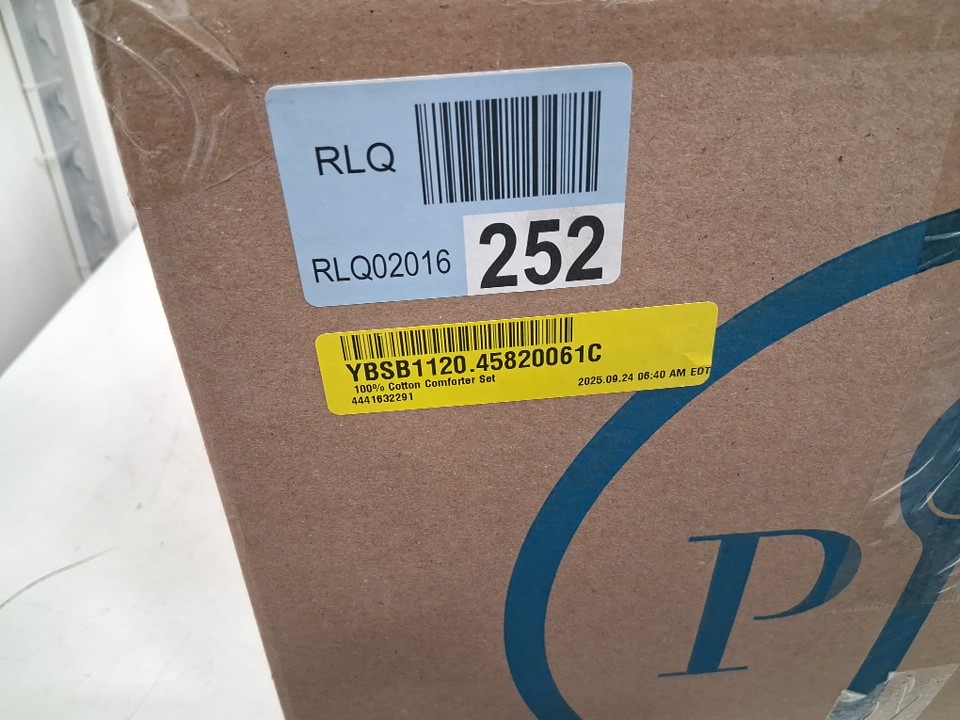 RLQ
RLQ02016
252
YBSB1120.45820061C
100% Cotton Comforter Set
2025.09.24 06:40 AM EDT
4441632291
P